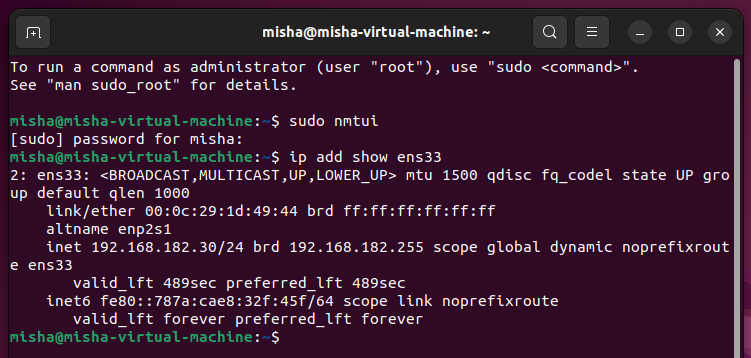 misha@misha-virtual-machine: ~
To run a command as administrator (user "root"), use "sudo <command>".
See "man sudo_root" for details.
misha@misha-virtual-machine:~$ sudo nmtui
[sudo] password for misha:
misha@misha-virtual-machine:~$ ip add show ens33
2: ens33: <BROADCAST,MULTICAST,UP,LOWER_UP> mtu 1500 qdisc fq_codel state UP gro
up default qlen 1000
    link/ether 00:0c:29:1d:49:44 brd ff:ff:ff:ff:ff:ff
    altname enp2s1
    inet 192.168.182.30/24 brd 192.168.182.255 scope global dynamic noprefixrout
e ens33
       valid_lft 489sec preferred_lft 489sec
    inet6 fe80::787a:cae8:32f:45f/64 scope link noprefixroute
       valid_lft forever preferred_lft forever
misha@misha-virtual-machine:~$